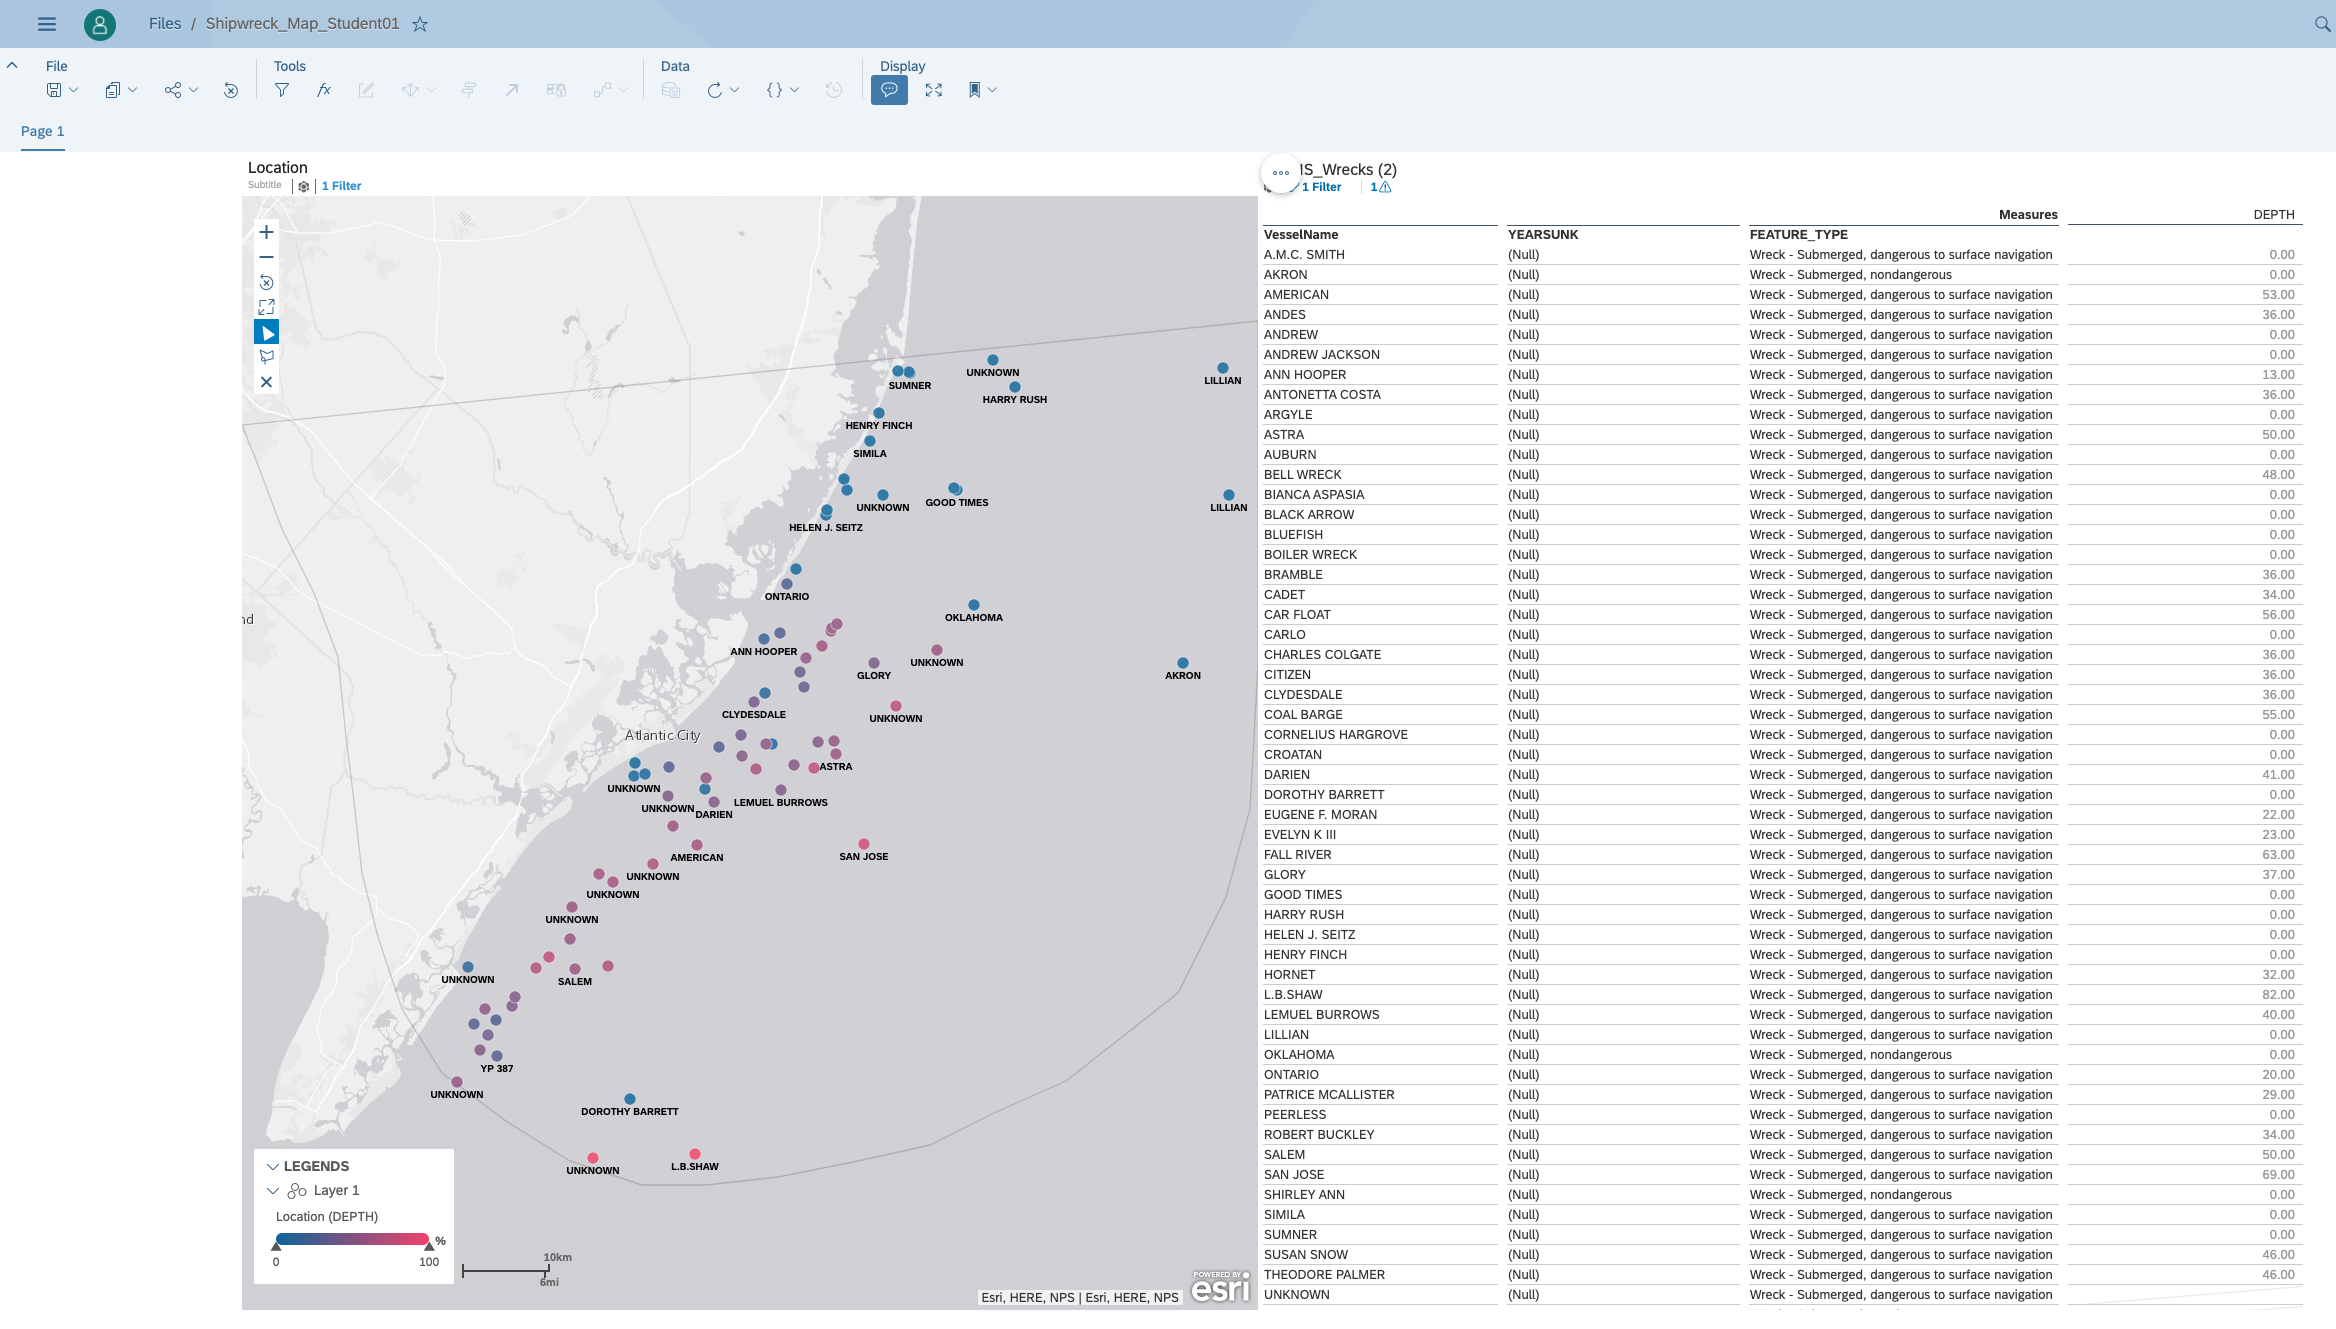 Files / Shipwreck_Map_Student01
File
Tools
Data
Display
Page 1
Location
Subtitle | 1 Filter
UNKNOWN
SUMNER
LILLIAN
HARRY RUSH
HENRY FINCH
SIMILA
GOOD TIMES
UNKNOWN
LILLIAN
HELEN J. SEITZ
ONTARIO
OKLAHOMA
nd
ANN HOOPER
UNKNOWN
GLORY
AKRON
CLYDESDALE
UNKNOWN
Atlantic City
ASTRA
UNKNOWN
LEMUEL BURROWS
UNKNOWN
DARIEN
AMERICAN
SAN JOSE
UNKNOWN
UNKNOWN
UNKNOWN
UNKNOWN
SALEM
YP 387
UNKNOWN
DOROTHY BARRETT
UNKNOWN
L.B.SHAW
LEGENDS
Layer 1
Location (DEPTH)
%
0 100
10km
6mi
Esri, HERE, NPS | Esri, HERE, NPS
POWERED BY
esri
IS_Wrecks (2)
1 Filter | 1
Measures DEPTH
VesselName YEARSUNK FEATURE_TYPE
A.M.C. SMITH (Null) Wreck - Submerged, dangerous to surface navigation 0.00
AKRON (Null) Wreck - Submerged, nondangerous 0.00
AMERICAN (Null) Wreck - Submerged, dangerous to surface navigation 53.00
ANDES (Null) Wreck - Submerged, dangerous to surface navigation 36.00
ANDREW (Null) Wreck - Submerged, dangerous to surface navigation 0.00
ANDREW JACKSON (Null) Wreck - Submerged, dangerous to surface navigation 0.00
ANN HOOPER (Null) Wreck - Submerged, dangerous to surface navigation 13.00
ANTONETTA COSTA (Null) Wreck - Submerged, dangerous to surface navigation 36.00
ARGYLE (Null) Wreck - Submerged, dangerous to surface navigation 0.00
ASTRA (Null) Wreck - Submerged, dangerous to surface navigation 50.00
AUBURN (Null) Wreck - Submerged, dangerous to surface navigation 0.00
BELL WRECK (Null) Wreck - Submerged, dangerous to surface navigation 48.00
BIANCA ASPASIA (Null) Wreck - Submerged, dangerous to surface navigation 0.00
BLACK ARROW (Null) Wreck - Submerged, dangerous to surface navigation 0.00
BLUEFISH (Null) Wreck - Submerged, dangerous to surface navigation 0.00
BOILER WRECK (Null) Wreck - Submerged, dangerous to surface navigation 0.00
BRAMBLE (Null) Wreck - Submerged, dangerous to surface navigation 36.00
CADET (Null) Wreck - Submerged, dangerous to surface navigation 34.00
CAR FLOAT (Null) Wreck - Submerged, dangerous to surface navigation 56.00
CARLO (Null) Wreck - Submerged, dangerous to surface navigation 0.00
CHARLES COLGATE (Null) Wreck - Submerged, dangerous to surface navigation 36.00
CITIZEN (Null) Wreck - Submerged, dangerous to surface navigation 36.00
CLYDESDALE (Null) Wreck - Submerged, dangerous to surface navigation 36.00
COAL BARGE (Null) Wreck - Submerged, dangerous to surface navigation 55.00
CORNELIUS HARGROVE (Null) Wreck - Submerged, dangerous to surface navigation 0.00
CROATAN (Null) Wreck - Submerged, dangerous to surface navigation 0.00
DARIEN (Null) Wreck - Submerged, dangerous to surface navigation 41.00
DOROTHY BARRETT (Null) Wreck - Submerged, dangerous to surface navigation 0.00
EUGENE F. MORAN (Null) Wreck - Submerged, dangerous to surface navigation 22.00
EVELYN K III (Null) Wreck - Submerged, dangerous to surface navigation 23.00
FALL RIVER (Null) Wreck - Submerged, dangerous to surface navigation 63.00
GLORY (Null) Wreck - Submerged, dangerous to surface navigation 37.00
GOOD TIMES (Null) Wreck - Submerged, dangerous to surface navigation 0.00
HARRY RUSH (Null) Wreck - Submerged, dangerous to surface navigation 0.00
HELEN J. SEITZ (Null) Wreck - Submerged, dangerous to surface navigation 0.00
HENRY FINCH (Null) Wreck - Submerged, dangerous to surface navigation 0.00
HORNET (Null) Wreck - Submerged, dangerous to surface navigation 32.00
L.B.SHAW (Null) Wreck - Submerged, dangerous to surface navigation 82.00
LEMUEL BURROWS (Null) Wreck - Submerged, dangerous to surface navigation 40.00
LILLIAN (Null) Wreck - Submerged, dangerous to surface navigation 0.00
OKLAHOMA (Null) Wreck - Submerged, nondangerous 0.00
ONTARIO (Null) Wreck - Submerged, dangerous to surface navigation 20.00
PATRICE MCALLISTER (Null) Wreck - Submerged, dangerous to surface navigation 29.00
PEERLESS (Null) Wreck - Submerged, dangerous to surface navigation 0.00
ROBERT BUCKLEY (Null) Wreck - Submerged, dangerous to surface navigation 34.00
SALEM (Null) Wreck - Submerged, dangerous to surface navigation 50.00
SAN JOSE (Null) Wreck - Submerged, dangerous to surface navigation 69.00
SHIRLEY ANN (Null) Wreck - Submerged, nondangerous 0.00
SIMILA (Null) Wreck - Submerged, dangerous to surface navigation 0.00
SUMNER (Null) Wreck - Submerged, dangerous to surface navigation 0.00
SUSAN SNOW (Null) Wreck - Submerged, dangerous to surface navigation 46.00
THEODORE PALMER (Null) Wreck - Submerged, dangerous to surface navigation 46.00
UNKNOWN (Null) Wreck - Submerged, dangerous to surface navigation